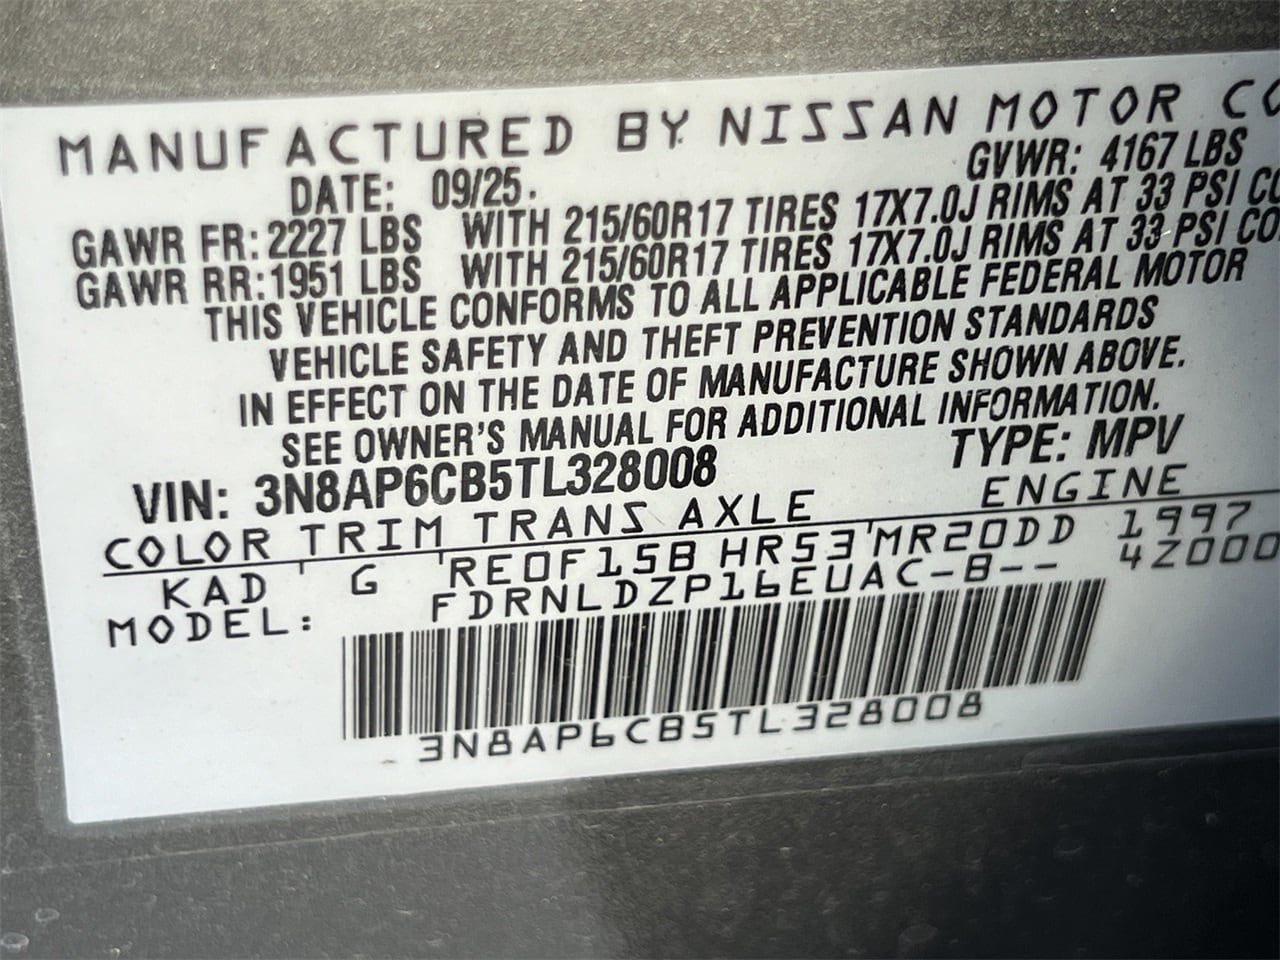 MANUFACTURED BY NISSAN MOTOR CO
DATE: 09/25. GVWR: 4167 LBS
GAWR FR: 2227 LBS WITH 215/60R17 TIRES 17X7.0J RIMS AT 33 PSI CO
GAWR RR: 1951 LBS WITH 215/60R17 TIRES 17X7.0J RIMS AT 33 PSI CO
THIS VEHICLE CONFORMS TO ALL APPLICABLE FEDERAL MOTOR
VEHICLE SAFETY AND THEFT PREVENTION STANDARDS
IN EFFECT ON THE DATE OF MANUFACTURE SHOWN ABOVE.
SEE OWNER'S MANUAL FOR ADDITIONAL INFORMATION.
VIN: 3N8AP6CB5TL328008 TYPE: MPV
COLOR TRIM TRANS AXLE ENGINE
KAD G RE0F15B HR53 MR20DD 1997
MODEL: FDRNLDZP16EUAC-B-- 4Z000
3N8AP6CB5TL328008